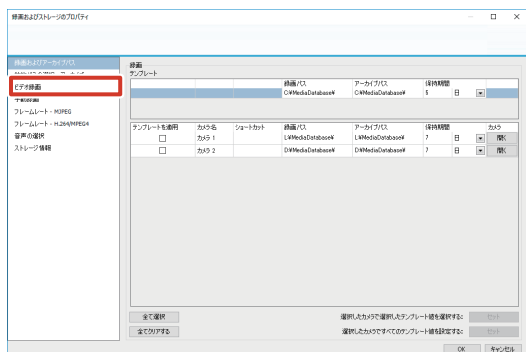 録画およびストレージのプロパティ
録画およびアーカイブパス
ビデオ録画
手動録画
フレームレート - MJPEG
フレームレート - H.264/MPEG4
音声の選択
ストレージ情報
録画
テンプレート
録画パス アーカイブパス 保持期間
C:¥MediaDatabase¥ C:¥MediaDatabase¥ 5 日
テンプレートを適用 カメラ名 ショートカット 録画パス アーカイブパス 保持期間 カメラ
カメラ 1 L:¥MediaDatabase¥ L:¥MediaDatabase¥ 7 日 開く
カメラ 2 D:¥MediaDatabase¥ D:¥MediaDatabase¥ 7 日 開く
全て選択 選択したカメラで選択したテンプレート値を選択する: セット
全てクリアする 選択したカメラですべてのテンプレート値を設定する: セット
OK キャンセル